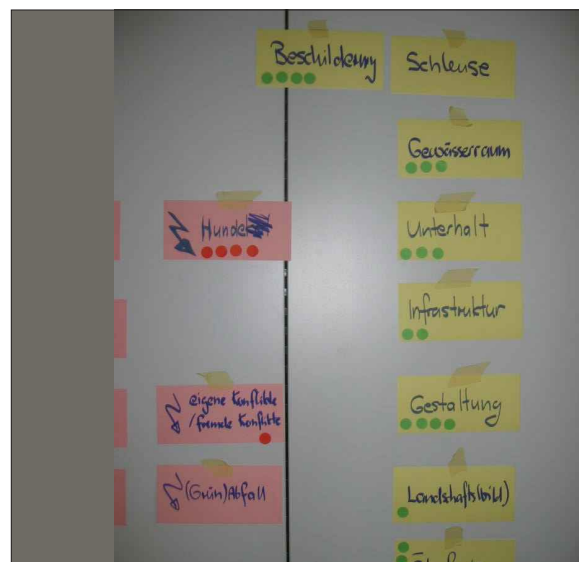 Beschilderung
Schleuse
Gewässerraum
Hunde
Unterhalt
Infrastruktur
eigene Konflikte
/fremde Konflikte
Gestaltung
(Grün)Abfall
Landschafts(bild)